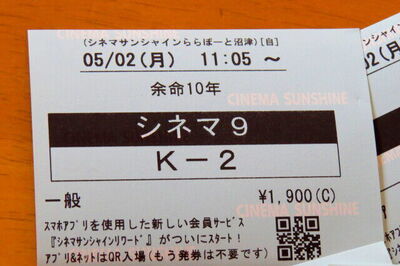 (シネマサンシャインららぽーと沼津)[自]
05/02(月) 11:05 ~
余命10年
CINEMA SUNSHINE
シネマ9
K-2
一般
¥1,900(C)
CINEMA SUNSHINE
スマホアプリを使用した新しい会員サービス
『シネマサンシャインリワード』がついにスタート!
アプリ&ネットはQR入場(もう発券は不要です)
/02(